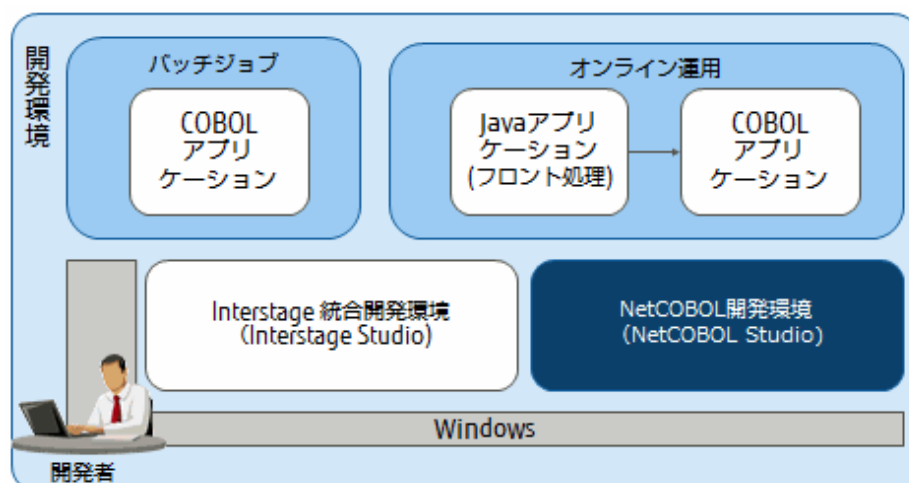 開発環境
バッチジョブ
COBOL
アプリ
ケーション
オンライン運用
Javaアプリ
ケーション
(フロント処理)
COBOL
アプリ
ケーション
Interstage 統合開発環境
(Interstage Studio)
NetCOBOL開発環境
(NetCOBOL Studio)
Windows
開発者